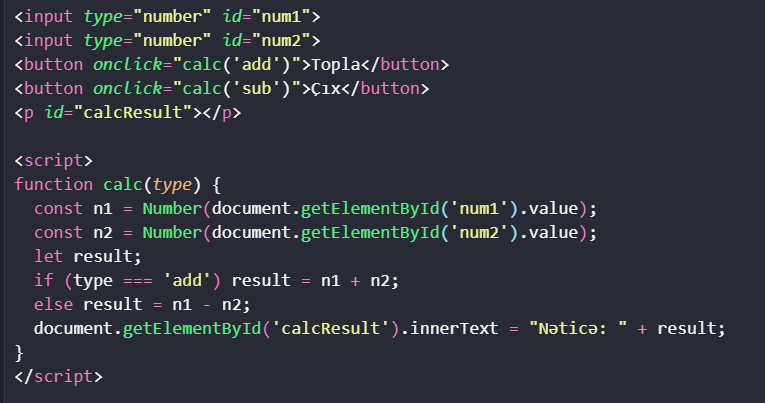 <input type="number" id="num1">
<input type="number" id="num2">
<button onclick="calc('add')">Topla</button>
<button onclick="calc('sub')">Çıx</button>
<p id="calcResult"></p>

<script>
function calc(type) {
  const n1 = Number(document.getElementById('num1').value);
  const n2 = Number(document.getElementById('num2').value);
  let result;
  if (type === 'add') result = n1 + n2;
  else result = n1 - n2;
  document.getElementById('calcResult').innerText = "Nəticə: " + result;
}
</script>